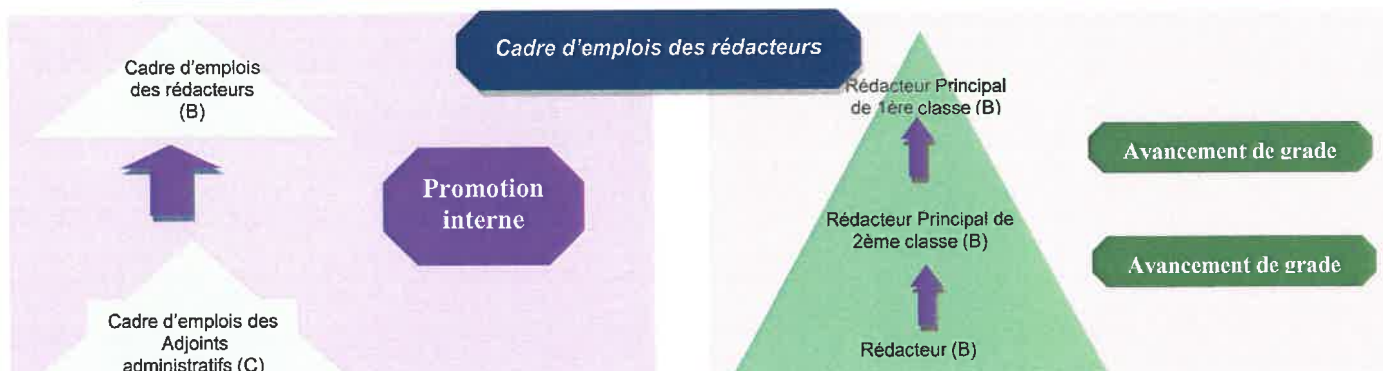 Cadre d'emplois des rédacteurs
Cadre d'emplois
des rédacteurs
(B)
Promotion
interne
Cadre d'emplois des
Adjoints
administratifs (C)
Rédacteur Principal
de 1ère classe (B)
Avancement de grade
Rédacteur Principal de
2ème classe (B)
Avancement de grade
Rédacteur (B)